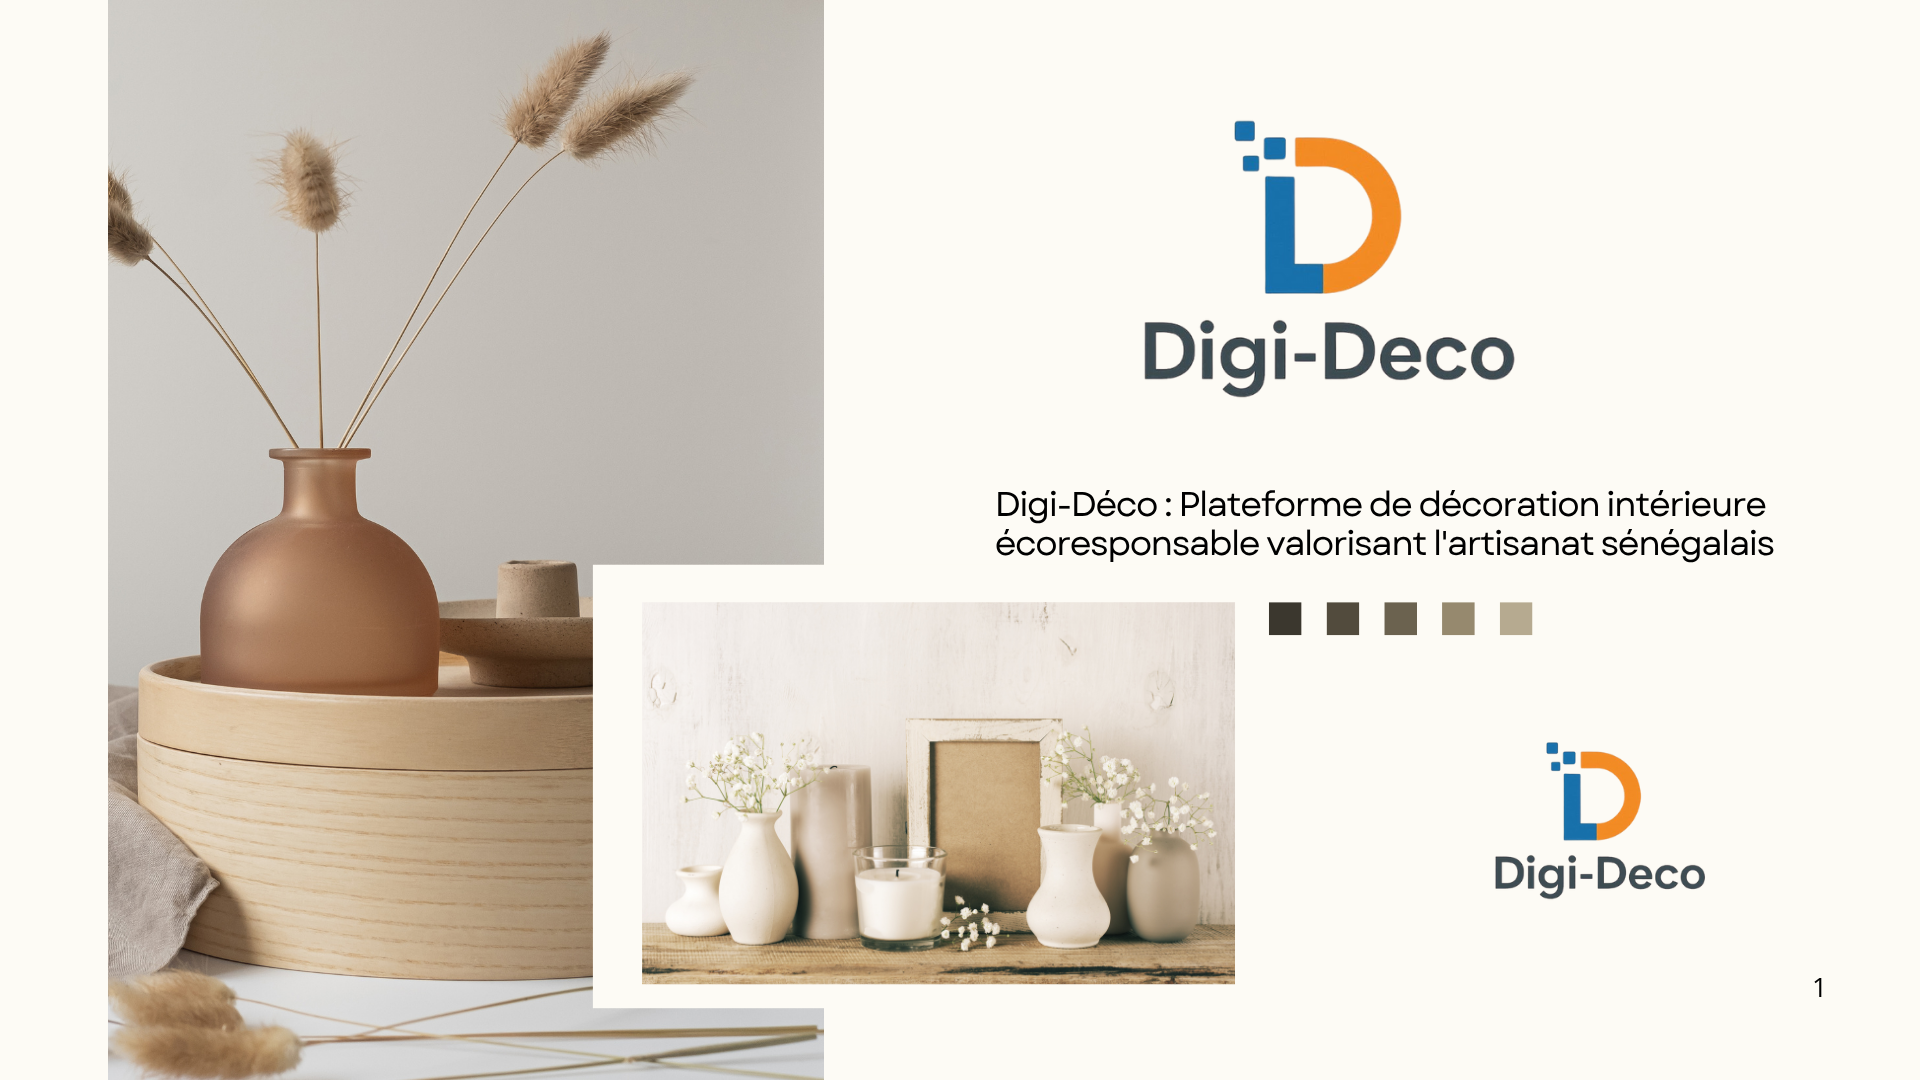 Digi-Deco
Digi-Déco : Plateforme de décoration intérieure
écoresponsable valorisant l'artisanat sénégalais
Digi-Deco
1